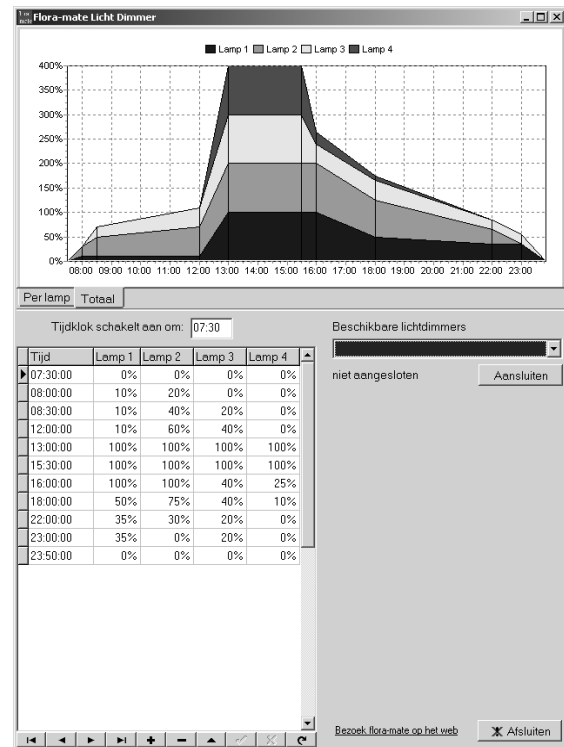 Flora-mate Licht Dimmer
Lamp 1 Lamp 2 Lamp 3 Lamp 4
400%
350%
300%
250%
200%
150%
100%
50%
0%
08:00 09:00 10:00 11:00 12:00 13:00 14:00 15:00 16:00 17:00 18:00 19:00 20:00 21:00 22:00 23:00
Per lamp Totaal
Tijdklok schakelt aan om: 07:30
Beschikbare lichtdimmers
niet aangesloten Aansluiten
Tijd Lamp 1 Lamp 2 Lamp 3 Lamp 4
07:30:00 0% 0% 0% 0%
08:00:00 10% 20% 0% 0%
08:30:00 10% 40% 20% 0%
12:00:00 10% 60% 40% 0%
13:00:00 100% 100% 100% 100%
15:30:00 100% 100% 100% 100%
16:00:00 100% 100% 40% 25%
18:00:00 50% 75% 40% 10%
22:00:00 35% 30% 20% 0%
23:00:00 35% 0% 20% 0%
23:50:00 0% 0% 0% 0%
Bezoek flora-mate op het web
Afsluiten